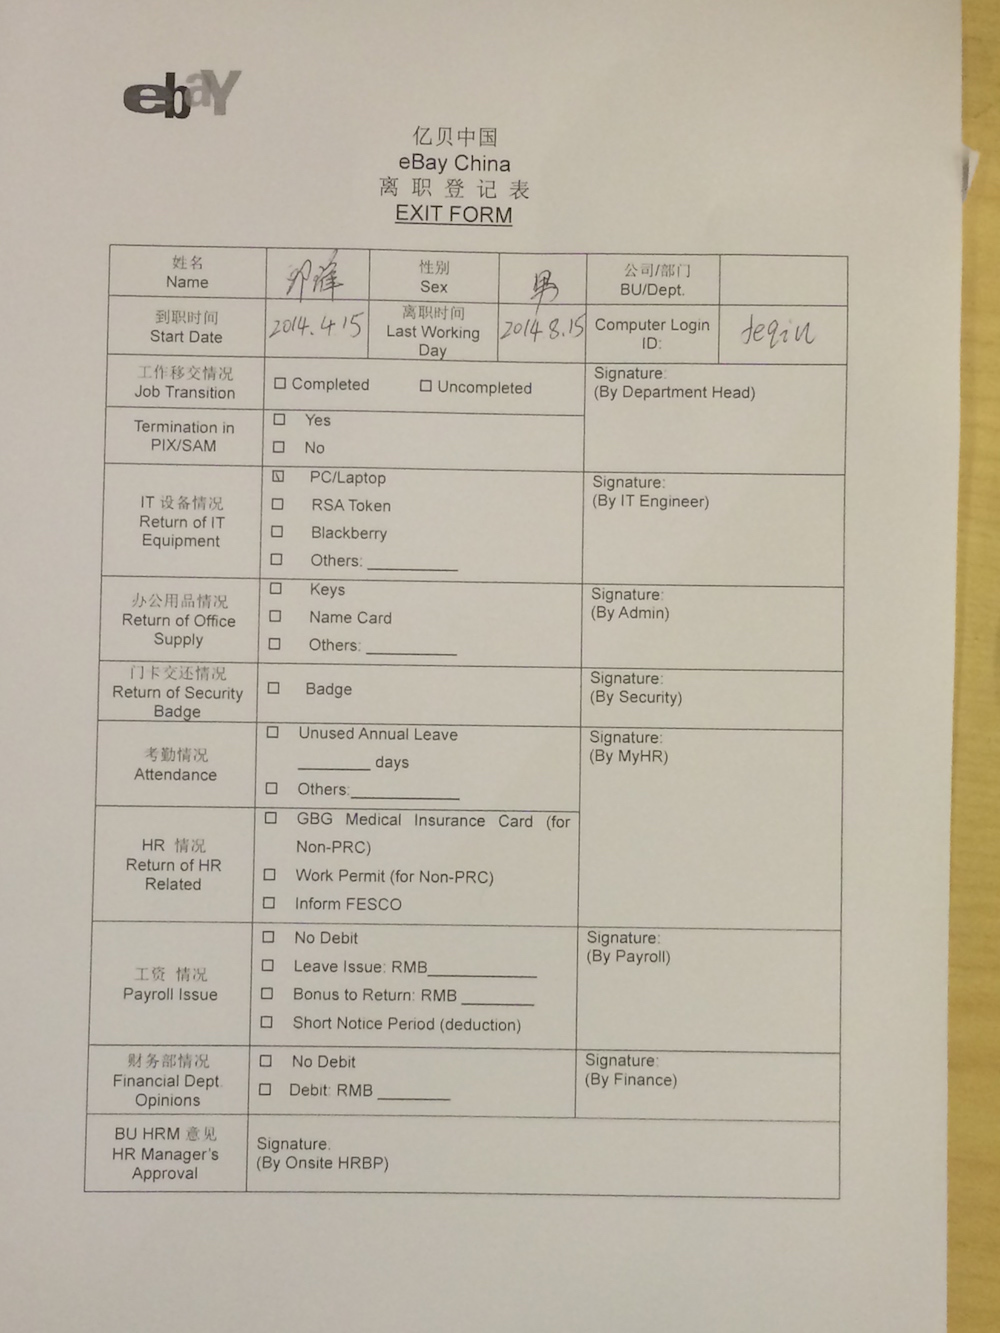 ebaY
亿贝中国
eBay China
离 职 登 记 表
EXIT FORM
姓名
Name
性别
Sex
男
公司/部门
BU/Dept.
到职时间
Start Date
2014.4.15
离职时间
Last Working
Day
2014.8.15
Computer Login
ID:
工作移交情况
Job Transition
☐ Completed ☐ Uncompleted
Signature:
(By Department Head)
Termination in
PIX/SAM
☐ Yes
☐ No
IT 设备情况
Return of IT
Equipment
☑ PC/Laptop
☐ RSA Token
☐ Blackberry
☐ Others: __________
Signature:
(By IT Engineer)
办公用品情况
Return of Office
Supply
☐ Keys
☐ Name Card
☐ Others: __________
Signature:
(By Admin)
门卡交还情况
Return of Security
Badge
☐ Badge
Signature:
(By Security)
考勤情况
Attendance
☐ Unused Annual Leave
________ days
☐ Others:____________
Signature:
(By MyHR)
HR 情况
Return of HR
Related
☐ GBG Medical Insurance Card (for
Non-PRC)
☐ Work Permit (for Non-PRC)
☐ Inform FESCO
工资 情况
Payroll Issue
☐ No Debit
☐ Leave Issue: RMB____________
☐ Bonus to Return: RMB ________
☐ Short Notice Period (deduction)
Signature:
(By Payroll)
财务部情况
Financial Dept.
Opinions
☐ No Debit
☐ Debit: RMB ________
Signature:
(By Finance)
BU HRM 意见
HR Manager's
Approval
Signature:
(By Onsite HRBP)